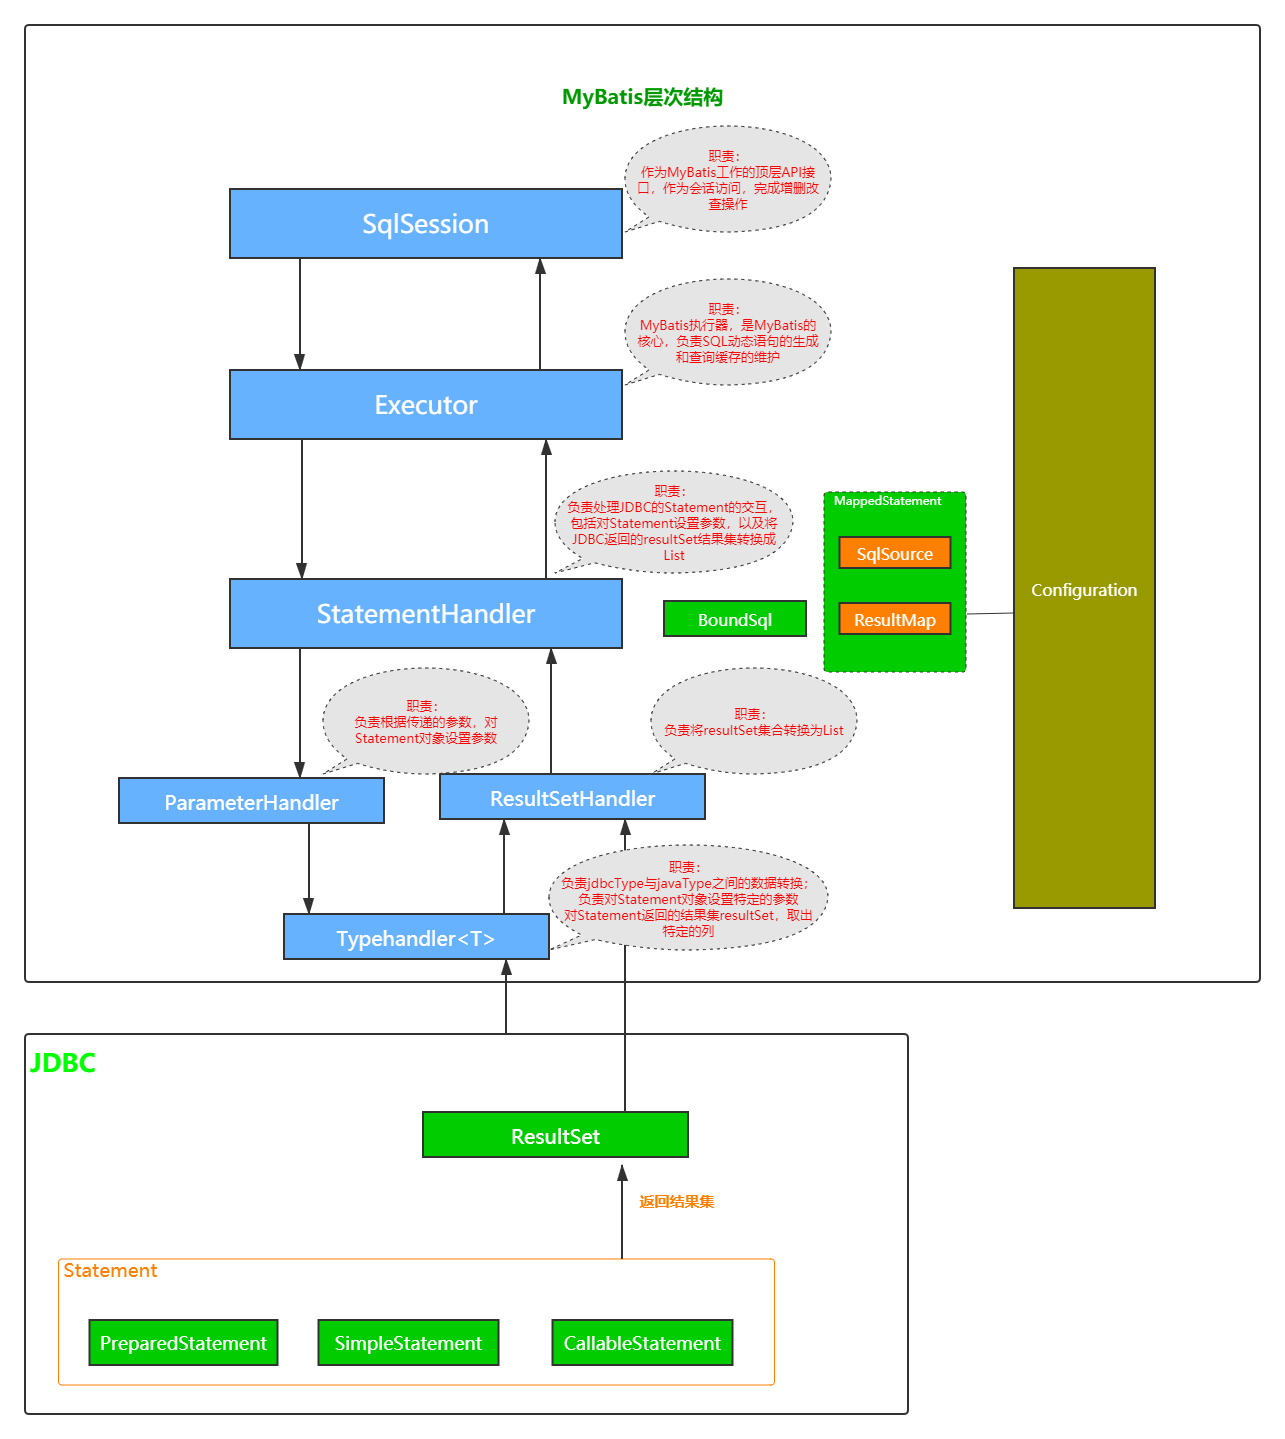 MyBatis层次结构
职责：
作为MyBatis工作的顶层API接
口，作为会话访问，完成增删改
查操作
SqlSession
职责：
MyBatis执行器，是MyBatis的
核心，负责SQL动态语句的生成
和查询缓存的维护
Executor
职责：
负责处理JDBC的Statement的交互，
包括对Statement设置参数，以及将
JDBC返回的resultSet结果集转换成
List
MappedStatement
SqlSource
ResultMap
Configuration
StatementHandler
BoundSql
职责：
负责根据传递的参数，对
Statement对象设置参数
职责：
负责将resultSet集合转换为List
ParameterHandler
ResultSetHandler
职责：
负责jdbcType与javaType之间的数据转换；
负责对Statement对象设置特定的参数
对Statement返回的结果集resultSet，取出
特定的列
Typehandler<T>
JDBC
ResultSet
返回结果集
Statement
PreparedStatement
SimpleStatement
CallableStatement